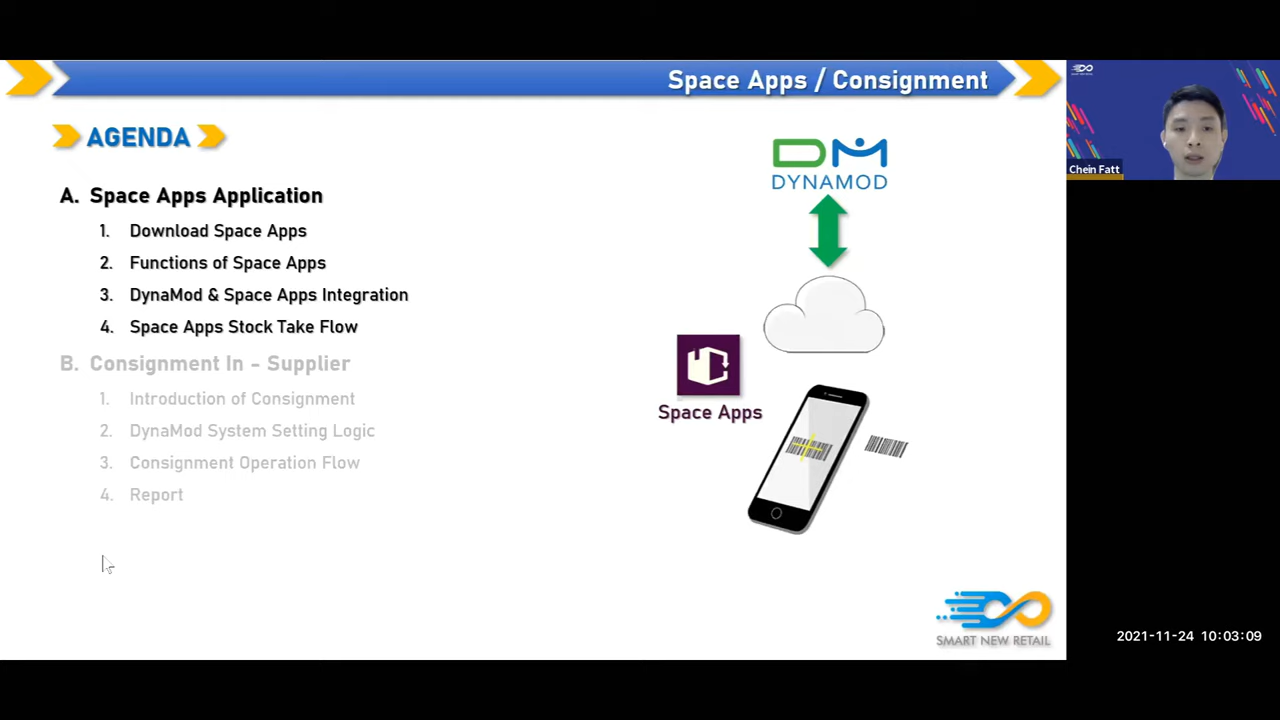 Space Apps / Consignment
AGENDA
A. Space Apps Application
1. Download Space Apps
2. Functions of Space Apps
3. DynaMod & Space Apps Integration
4. Space Apps Stock Take Flow
B. Consignment In - Supplier
1. Introduction of Consignment
2. DynaMod System Setting Logic
3. Consignment Operation Flow
4. Report
DM
DYNAMOD
Space Apps
SMART NEW RETAIL
SMART NEW RETAIL
Chein Fatt
2021-11-24 10:03:09